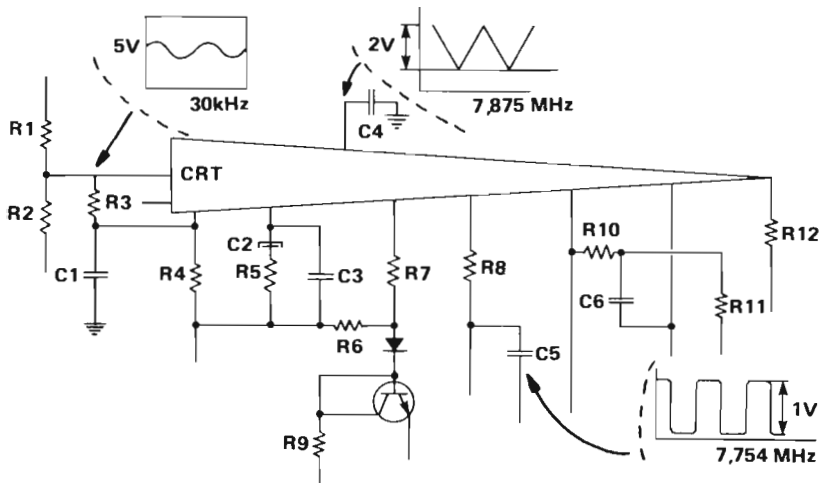 5V
30kHz
2V
7,875 MHz
C4
R1
CRT
R3
R2
R12
C1
R4
C2
R5
C3
R7
R8
R10
C6
R11
R6
C5
R9
1V
7,754 MHz